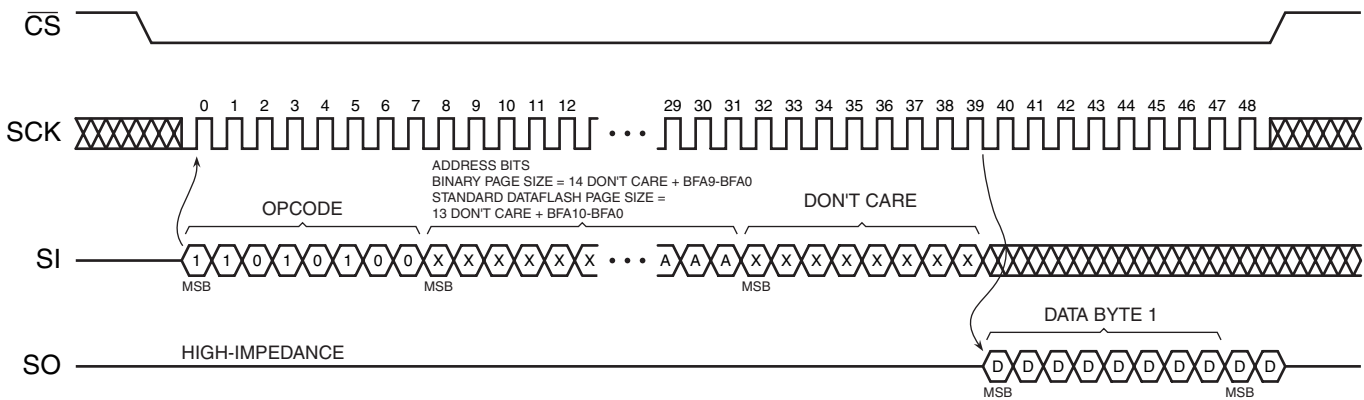 CS
SCK
0 1 2 3 4 5 6 7 8 9 10 11 12 29 30 31 32 33 34 35 36 37 38 39 40 41 42 43 44 45 46 47 48
ADDRESS BITS
BINARY PAGE SIZE = 14 DON'T CARE + BFA9-BFA0
STANDARD DATAFLASH PAGE SIZE =
13 DON'T CARE + BFA10-BFA0
OPCODE
DON'T CARE
SI
1 1 0 1 0 1 0 0 X X X X X X A A A X X X X X X X X
MSB MSB MSB
DATA BYTE 1
SO
HIGH-IMPEDANCE
D D D D D D D D D D
MSB MSB